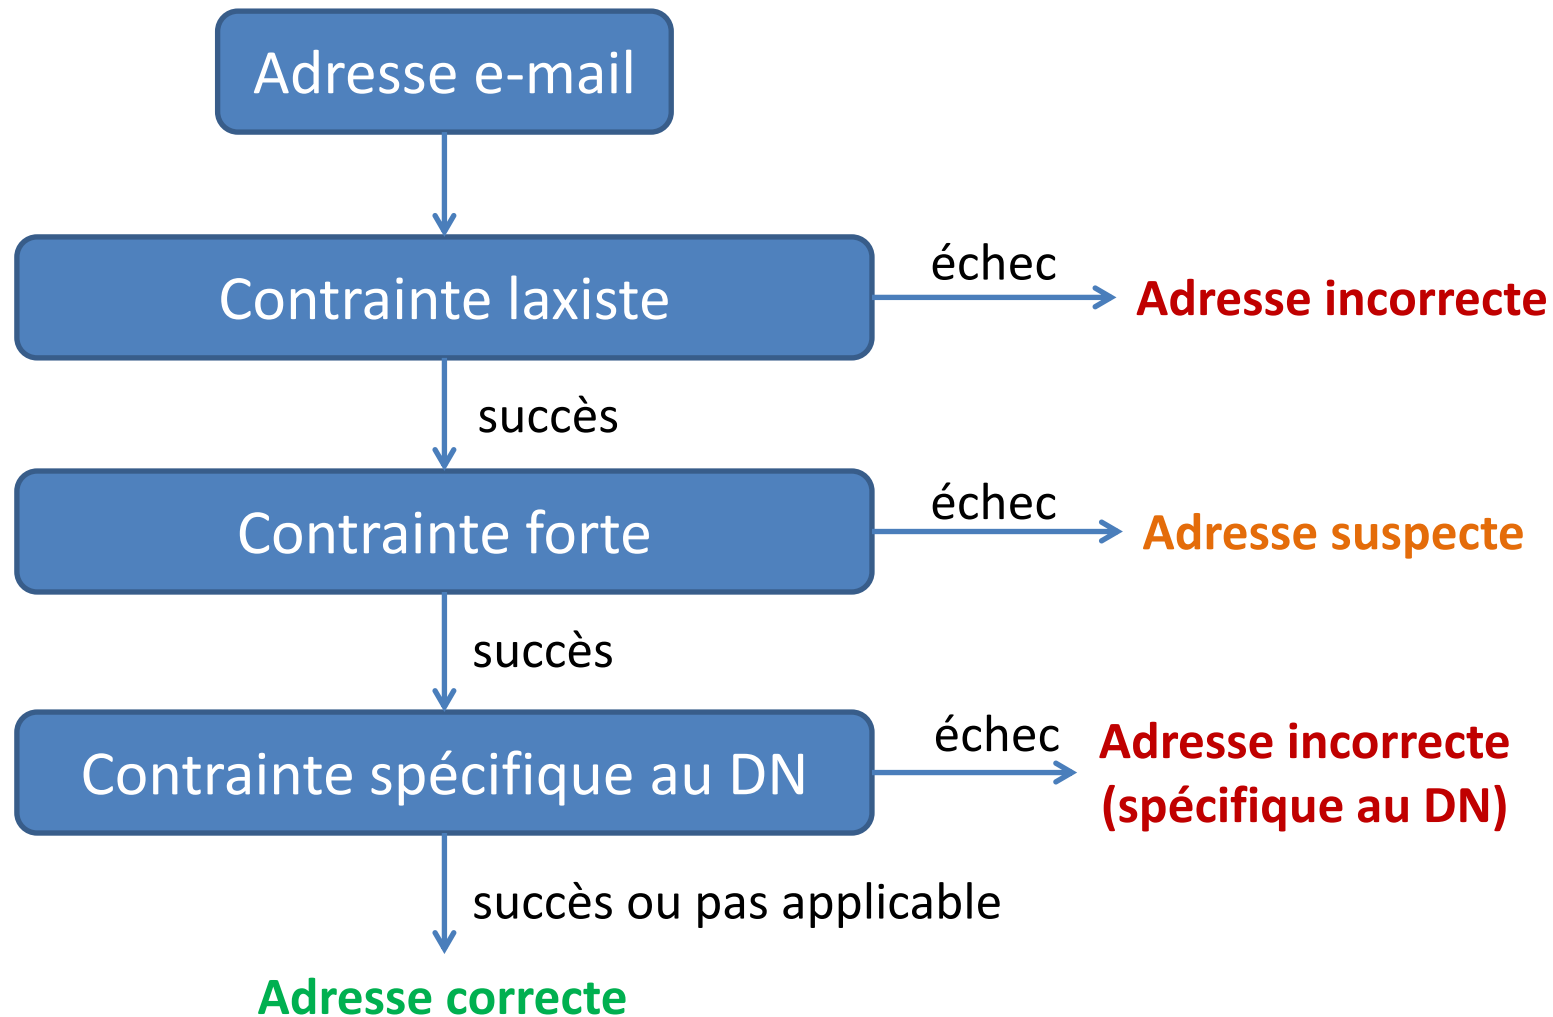 Adresse e-mail
Contrainte laxiste
échec
Adresse incorrecte
succès
Contrainte forte
échec
Adresse suspecte
succès
Contrainte spécifique au DN
échec
Adresse incorrecte
(spécifique au DN)
succès ou pas applicable
Adresse correcte